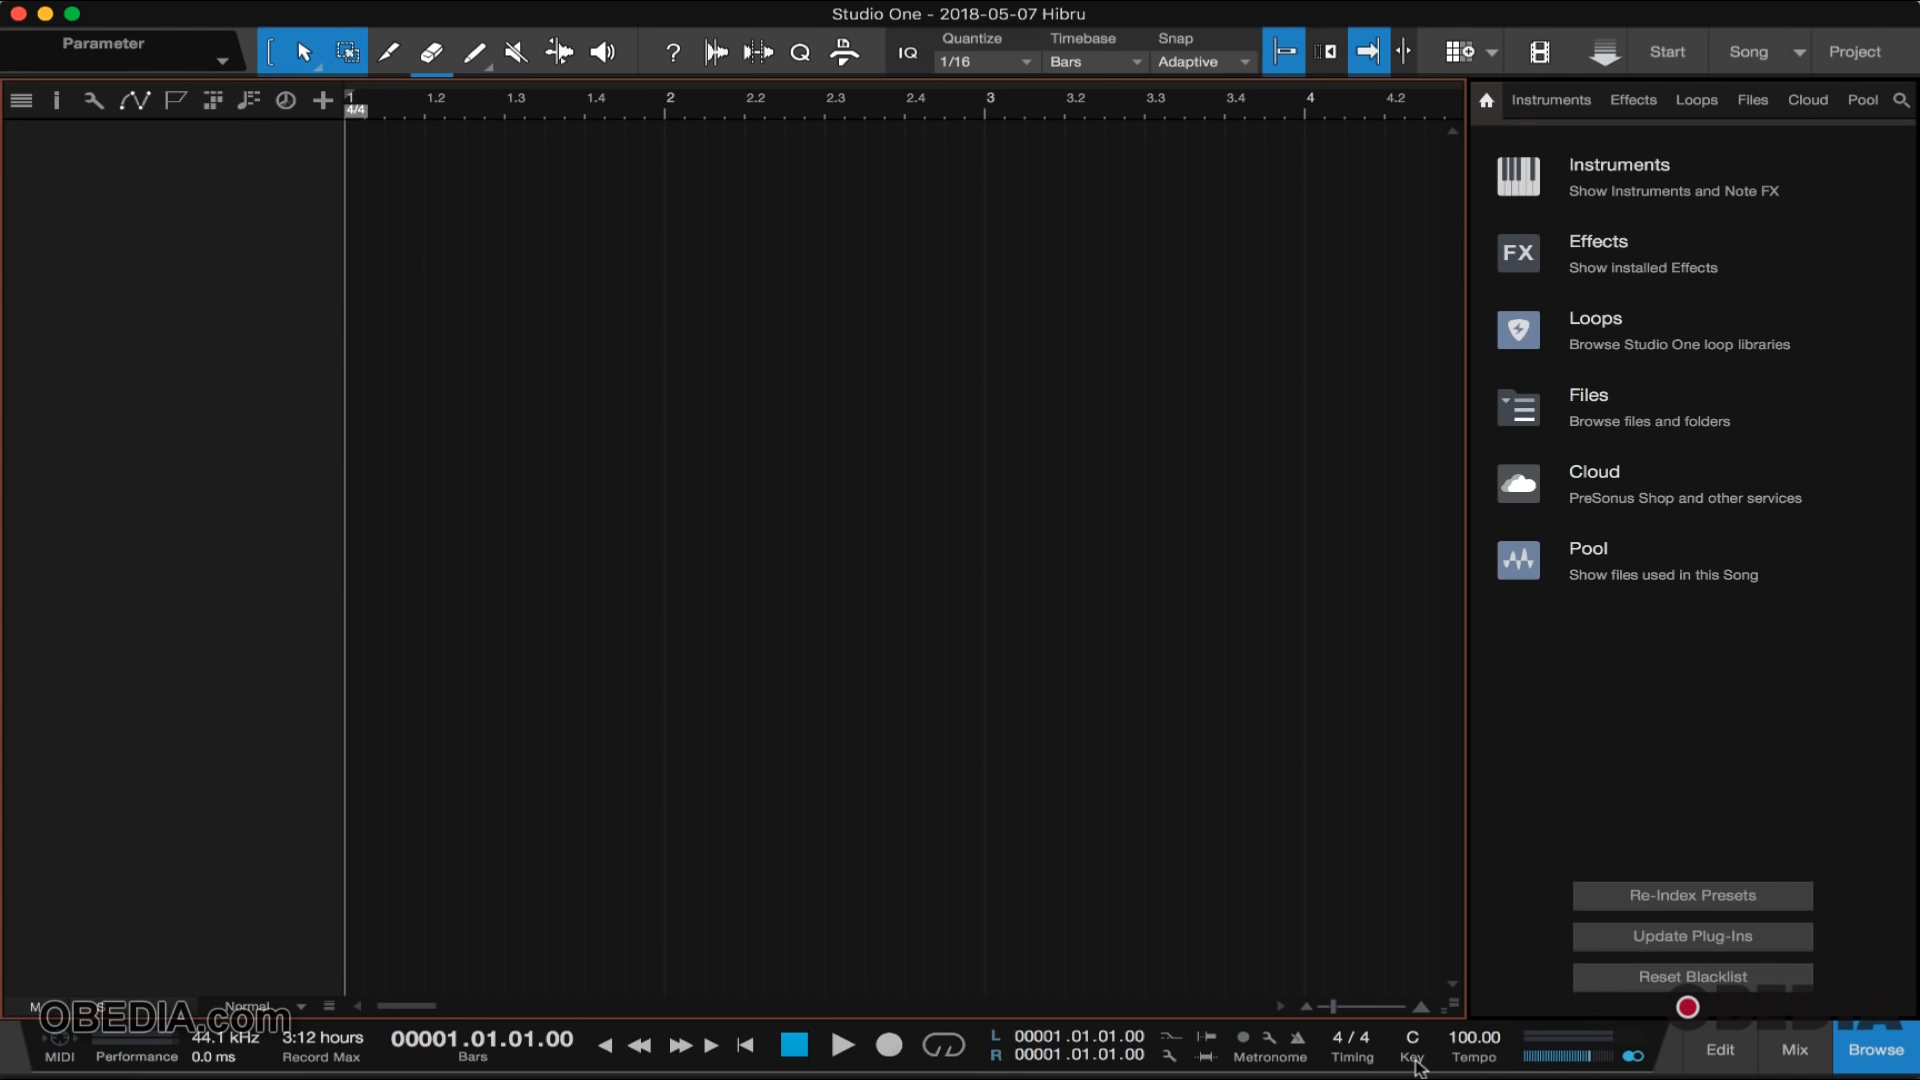 Studio One - 2018-05-07 Hibru
Parameter
? Q IQ
Quantize Timebase Snap
1/16 Bars Adaptive
Start Song Project
1 1.2 1.3 1.4 2 2.2 2.3 2.4 3 3.2 3.3 3.4 4 4.2
4/4
Instruments Effects Loops Files Cloud Pool
Instruments
Show Instruments and Note FX
FX
Effects
Show installed Effects
Loops
Browse Studio One loop libraries
Files
Browse files and folders
Cloud
PreSonus Shop and other services
Pool
Show files used in this Song
Re-Index Presets
Update Plug-Ins
Reset Blacklist
M S Normal
OBEDIA.com
44.1 kHz 3:12 hours 00001.01.01.00 L 00001.01.01.00 4 / 4 C 100.00
MIDI Performance 0.0 ms Record Max Bars R 00001.01.01.00 Metronome Timing Key Tempo
Edit Mix Browse